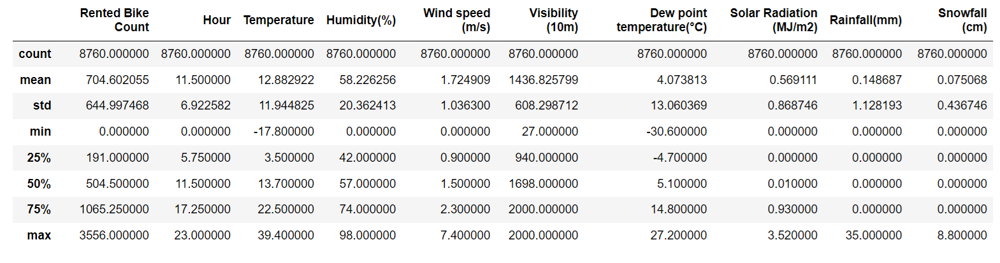 Rented Bike Count Hour Temperature Humidity(%) Wind speed (m/s) Visibility (10m) Dew point temperature(°C) Solar Radiation (MJ/m2) Rainfall(mm) Snowfall (cm)
count 8760.000000 8760.000000 8760.000000 8760.000000 8760.000000 8760.000000 8760.000000 8760.000000 8760.000000 8760.000000
mean 704.602055 11.500000 12.882922 58.226256 1.724909 1436.825799 4.073813 0.569111 0.148687 0.075068
std 644.997468 6.922582 11.944825 20.362413 1.036300 608.298712 13.060369 0.868746 1.128193 0.436746
min 0.000000 0.000000 -17.800000 0.000000 0.000000 27.000000 -30.600000 0.000000 0.000000 0.000000
25% 191.000000 5.750000 3.500000 42.000000 0.900000 940.000000 -4.700000 0.000000 0.000000 0.000000
50% 504.500000 11.500000 13.700000 57.000000 1.500000 1698.000000 5.100000 0.010000 0.000000 0.000000
75% 1065.250000 17.250000 22.500000 74.000000 2.300000 2000.000000 14.800000 0.930000 0.000000 0.000000
max 3556.000000 23.000000 39.400000 98.000000 7.400000 2000.000000 27.200000 3.520000 35.000000 8.800000